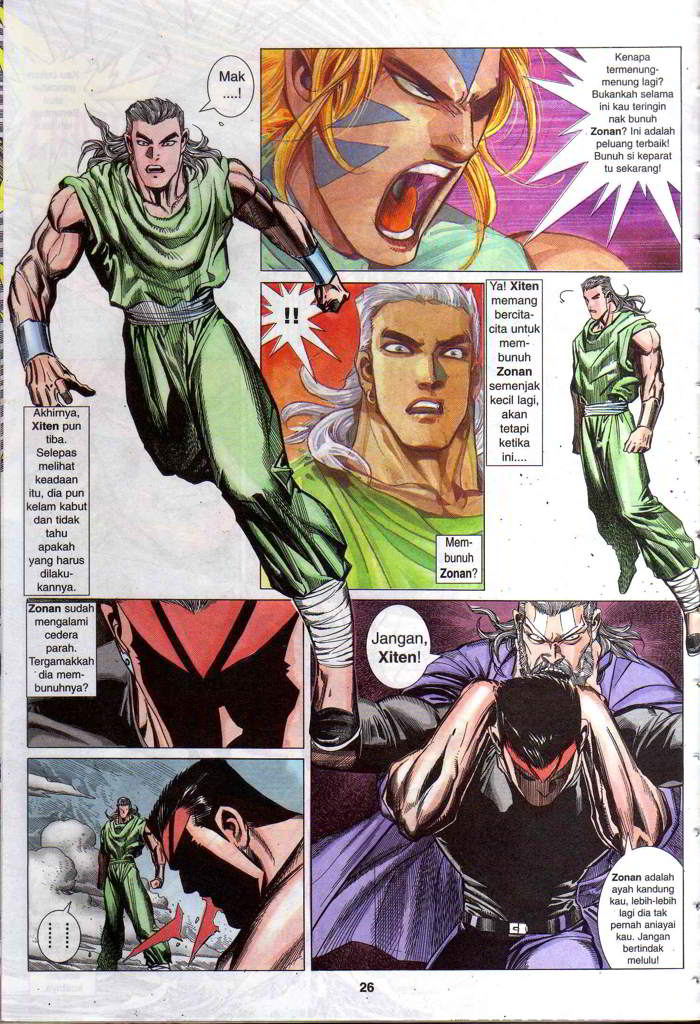 Mak
....!
Kenapa
termenung-
menung lagi?
Bukankah selama
ini kau teringin
nak bunuh
Zonan? Ini adalah
peluang terbaik!
Bunuh si keparat
tu sekarang!
!!
Ya! Xiten
memang
bercita-
cita untuk
mem-
bunuh
Zonan
semenjak
kecil lagi,
akan
tetapi
ketika
ini....
Akhirnya,
Xiten pun
tiba.
Selepas
melihat
keadaan
itu, dia pun
kelam kabut
dan tidak
tahu
apakah
yang harus
dilaku-
kannya.
Mem-
bunuh
Zonan?
Zonan sudah
mengalami
cedera
parah.
Tergamakkah
dia mem-
bunuhnya?
Jangan,
Xiten!
Zonan adalah
ayah kandung
kau, lebih-lebih
lagi dia tak
pernah aniayai
kau. Jangan
bertindak
melulu!
26